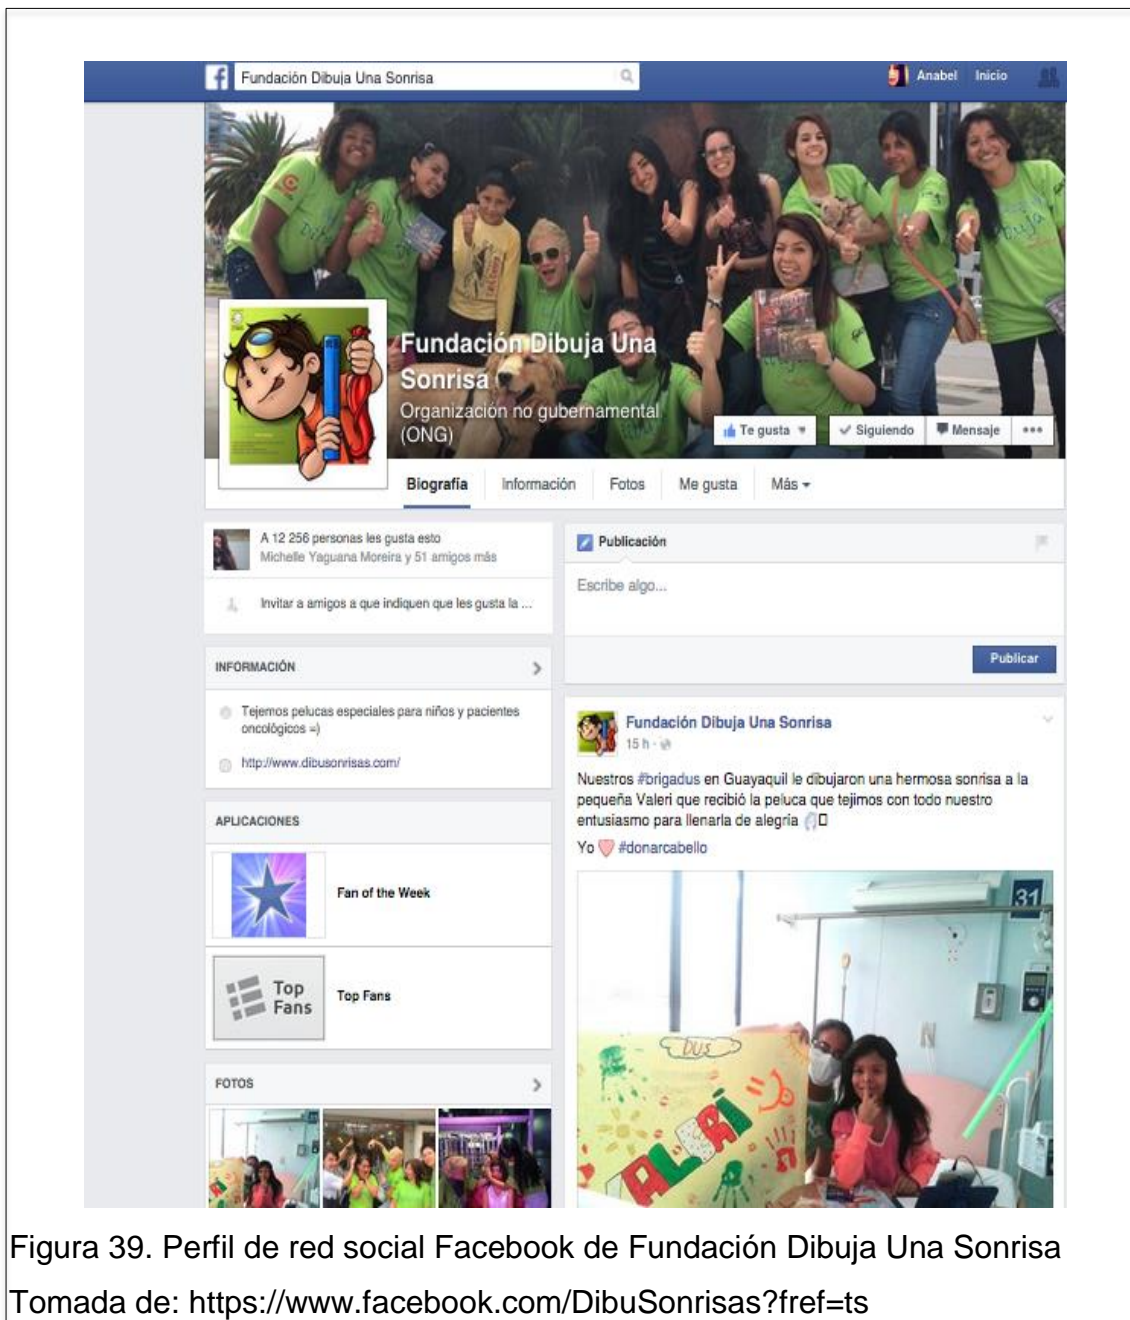 Fundación Dibuja Una Sonrisa
Anabel Inicio
Fundación Dibuja Una
Sonrisa
Organización no gubernamental
(ONG)
Te gusta
Siguiendo
Mensaje
Biografía Información Fotos Me gusta Más
A 12 256 personas les gusta esto
Michelle Yaguana Moreira y 51 amigos más
Invitar a amigos a que indiquen que les gusta la ...
INFORMACIÓN
Tejemos pelucas especiales para niños y pacientes
oncológicos =)
http://www.dibusonrisas.com/
APLICACIONES
Fan of the Week
Top
Fans
Top Fans
FOTOS
Publicación
Escribe algo...
Publicar
Fundación Dibuja Una Sonrisa
15 h ·
Nuestros #brigadus en Guayaquil le dibujaron una hermosa sonrisa a la
pequeña Valeri que recibió la peluca que tejimos con todo nuestro
entusiasmo para llenarla de alegría
Yo #donarcabello
31
DUS
Figura 39. Perfil de red social Facebook de Fundación Dibuja Una Sonrisa
Tomada de: https://www.facebook.com/DibuSonrisas?fref=ts